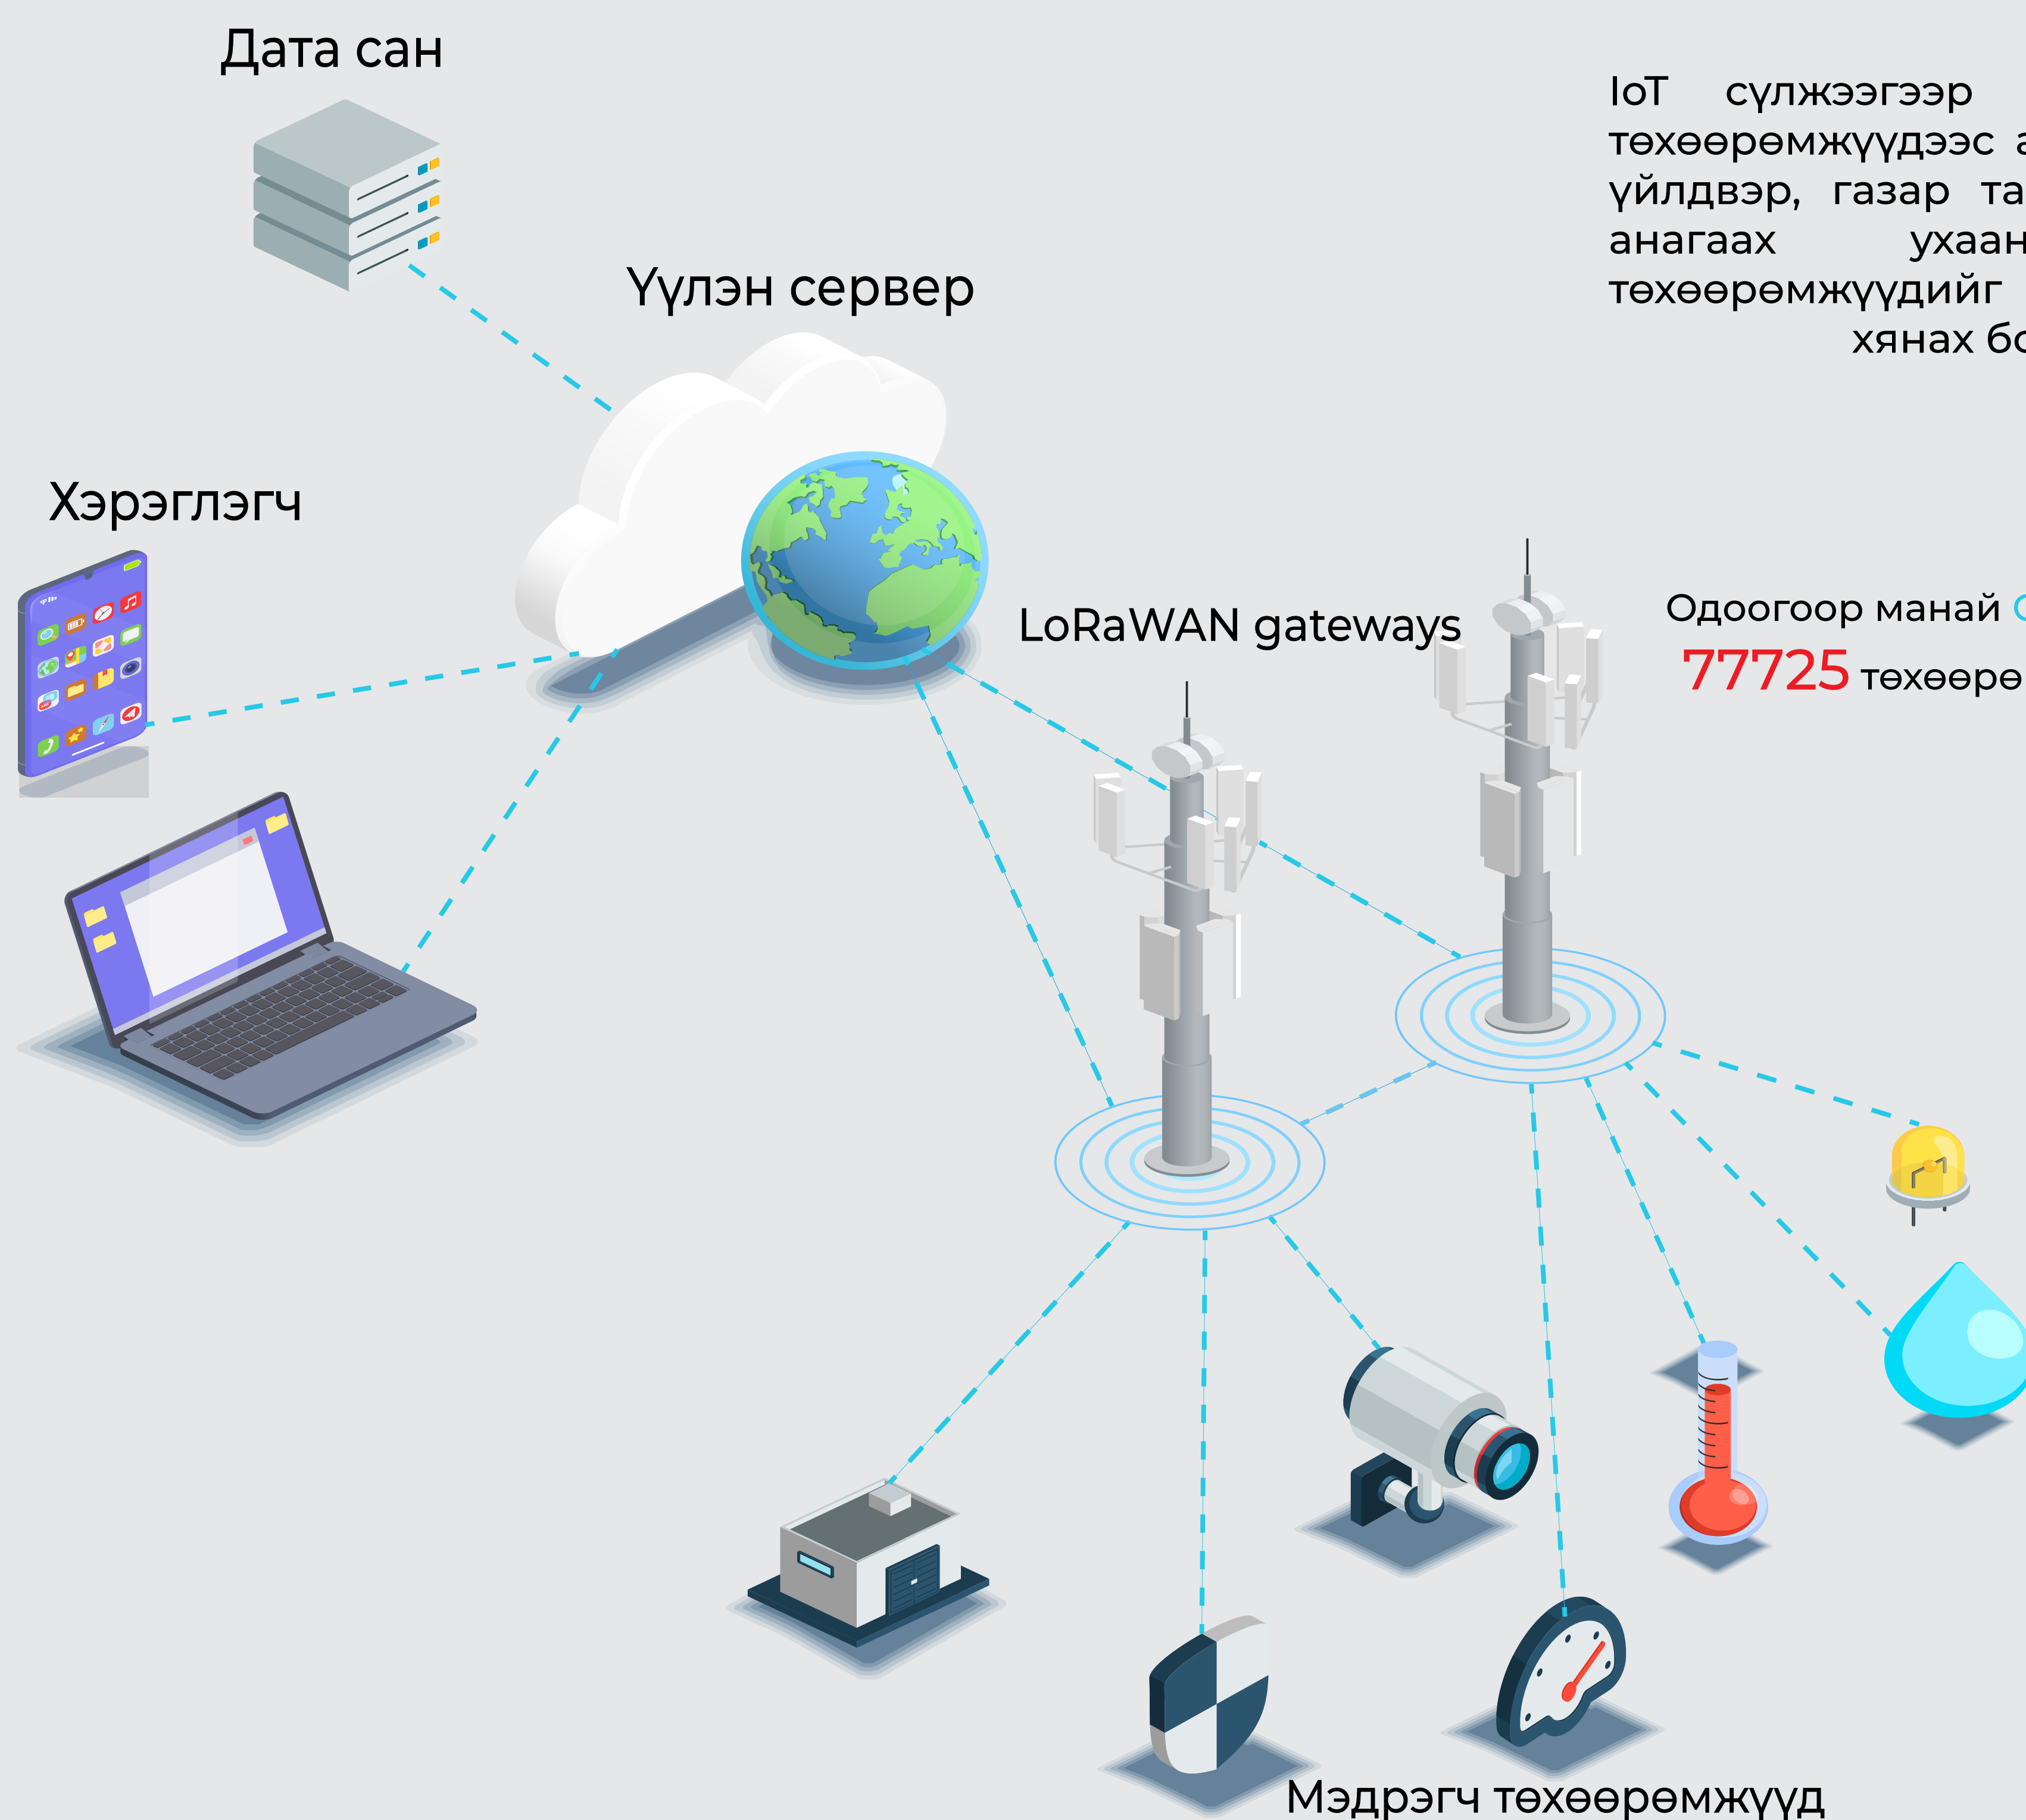 Дата сан
IoT сүлжээгээр
төхөөрөмжүүдээс
үйлдвэр, газар
анагаах
төхөөрөмжүүдийг
хянах
Үүлэн сервер
Хэрэглэгч
LoRaWAN gateways
Одоогоор манай
77725
Мэдрэгч төхөөрөмжүүд